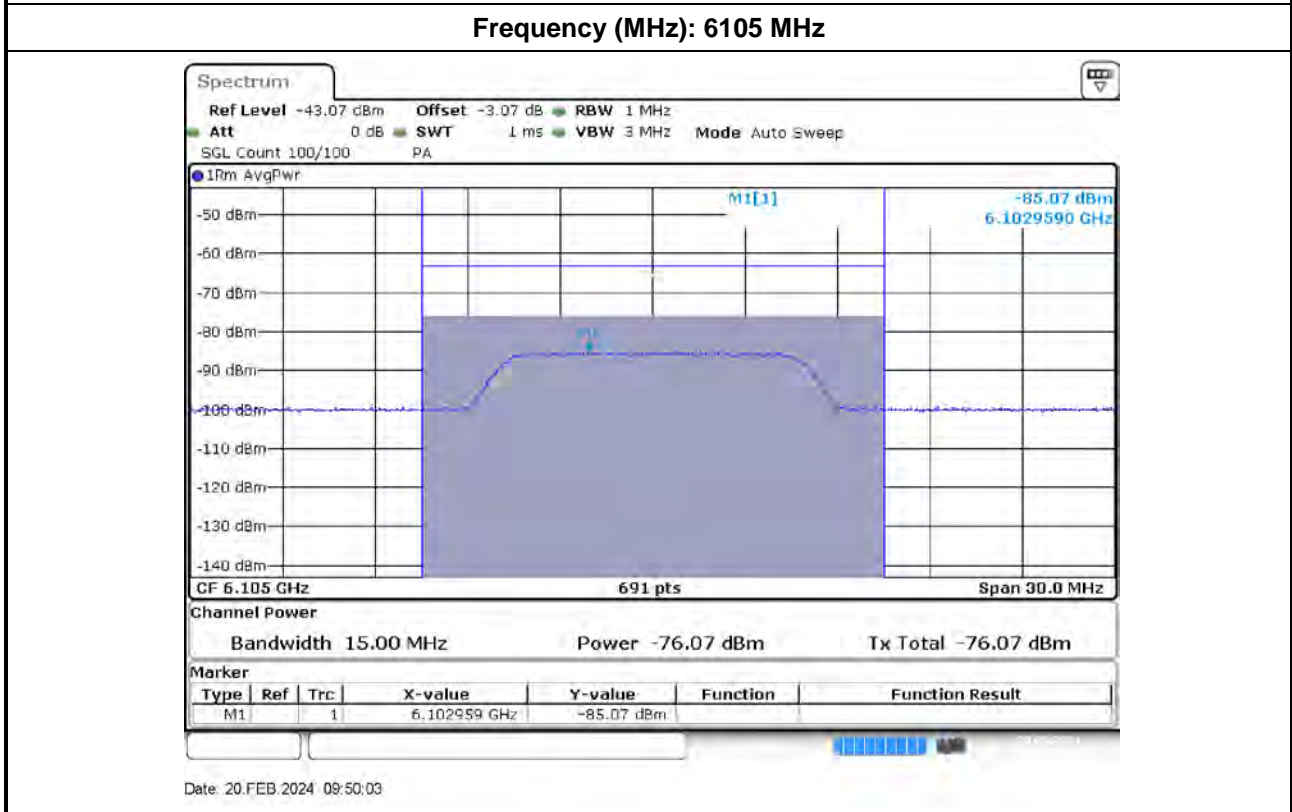 Frequency (MHz): 6105 MHz
Spectrum
Ref Level -43.07 dBm Offset -3.07 dB RBW 1 MHz
Att 0 dB SWT 1 ms VBW 3 MHz Mode Auto Sweep
SGL Count 100/100 PA
1Rm AvgPwr
M1[1] -85.07 dBm
6.1029590 GHz
-50 dBm
-60 dBm
-70 dBm
-80 dBm
M1
-90 dBm
-100 dBm
-110 dBm
-120 dBm
-130 dBm
-140 dBm
CF 6.105 GHz 691 pts Span 30.0 MHz
Channel Power
Bandwidth 15.00 MHz Power -76.07 dBm Tx Total -76.07 dBm
Marker
Type Ref Trc X-value Y-value Function Function Result
M1 1 6.102959 GHz -85.07 dBm
Date: 20.FEB.2024 09:50:03